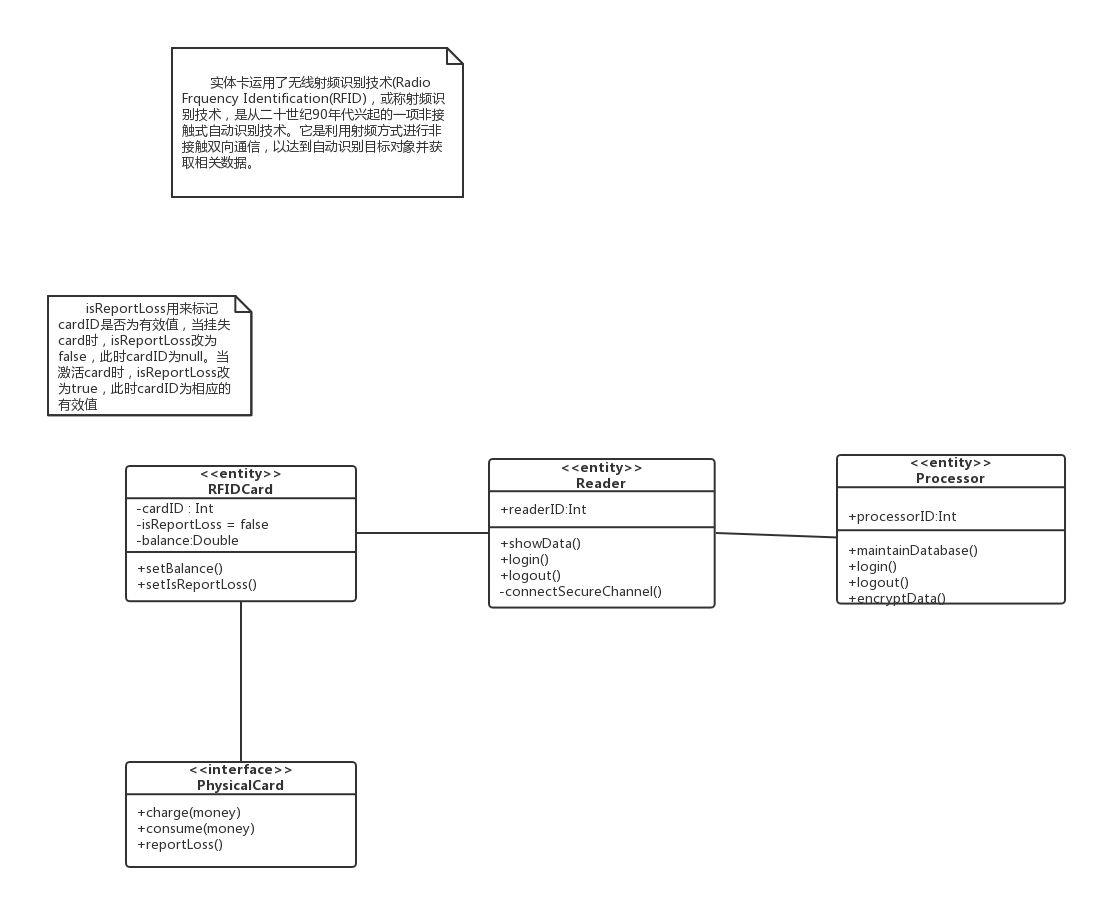 实体卡运用了无线射频识别技术(Radio
Frquency Identification(RFID)，或称射频识
别技术，是从二十世纪90年代兴起的一项非接
触式自动识别技术。它是利用射频方式进行非
接触双向通信，以达到自动识别目标对象并获
取相关数据。
isReportLoss用来标记
cardID是否为有效值，当挂失
card时，isReportLoss改为
false，此时cardID为null。当
激活card时，isReportLoss改
为true，此时cardID为相应的
有效值
<<entity>>
RFIDCard
-cardID : Int
-isReportLoss = false
-balance:Double
+setBalance()
+setIsReportLoss()
<<entity>>
Reader
+readerID:Int
+showData()
+login()
+logout()
-connectSecureChannel()
<<entity>>
Processor
+processorID:Int
+maintainDatabase()
+login()
+logout()
+encryptData()
<<interface>>
PhysicalCard
+charge(money)
+consume(money)
+reportLoss()